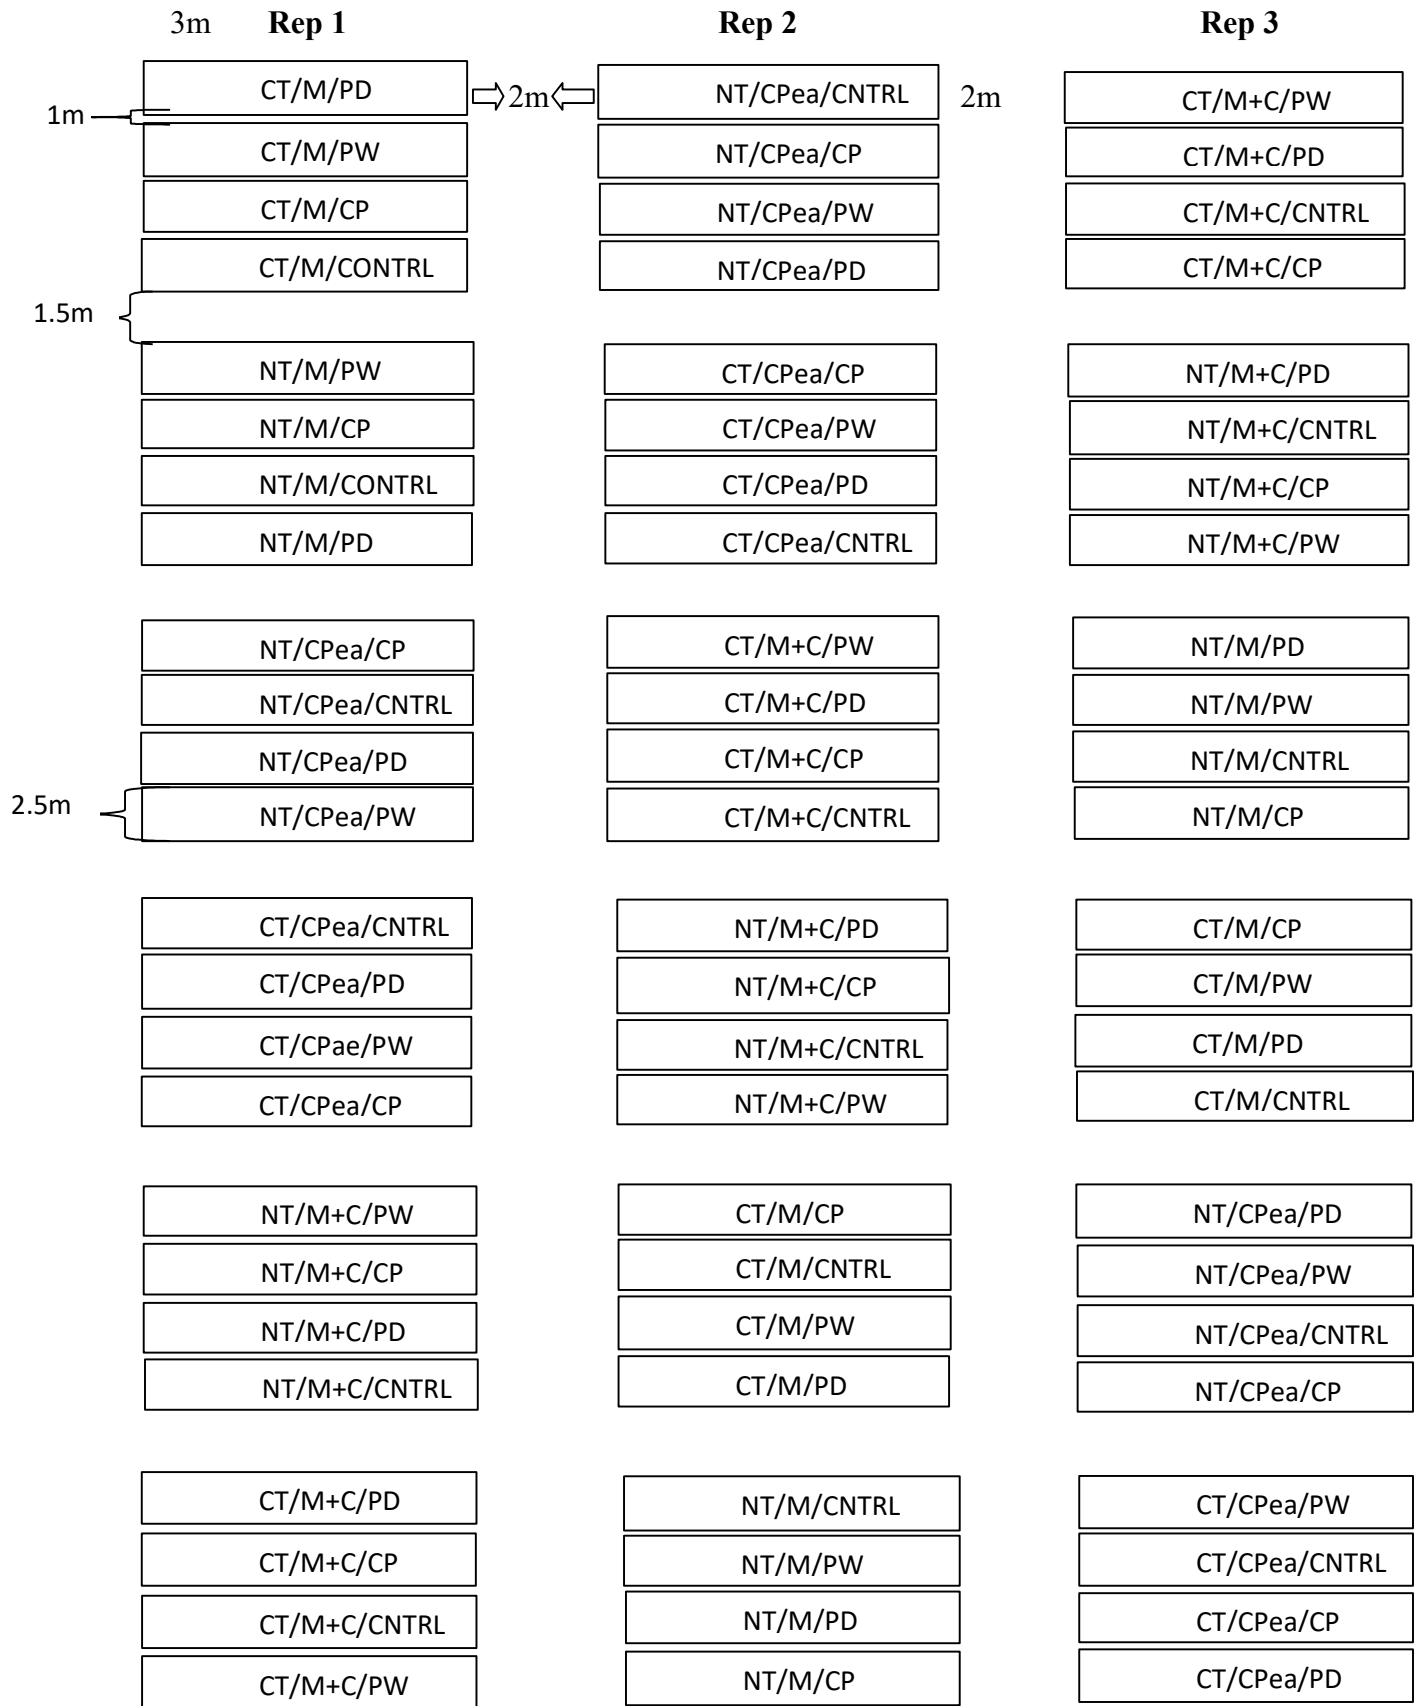 3m Rep 1 Rep 2 Rep 3
CT/M/PD 2m NT/CPea/CNTRL 2m CT/M+C/PW
1m
CT/M/PW NT/CPea/CP CT/M+C/PD
CT/M/CP NT/CPea/PW CT/M+C/CNTRL
CT/M/CONTRL NT/CPea/PD CT/M+C/CP
1.5m
NT/M/PW CT/CPea/CP NT/M+C/PD
NT/M/CP CT/CPea/PW NT/M+C/CNTRL
NT/M/CONTRL CT/CPea/PD NT/M+C/CP
NT/M/PD CT/CPea/CNTRL NT/M+C/PW
NT/CPea/CP CT/M+C/PW NT/M/PD
NT/CPea/CNTRL CT/M+C/PD NT/M/PW
NT/CPea/PD CT/M+C/CP NT/M/CNTRL
2.5m NT/CPea/PW CT/M+C/CNTRL NT/M/CP
CT/CPea/CNTRL NT/M+C/PD CT/M/CP
CT/CPea/PD NT/M+C/CP CT/M/PW
CT/CPae/PW NT/M+C/CNTRL CT/M/PD
CT/CPea/CP NT/M+C/PW CT/M/CNTRL
NT/M+C/PW CT/M/CP NT/CPea/PD
NT/M+C/CP CT/M/CNTRL NT/CPea/PW
NT/M+C/PD CT/M/PW NT/CPea/CNTRL
NT/M+C/CNTRL CT/M/PD NT/CPea/CP
CT/M+C/PD NT/M/CNTRL CT/CPea/PW
CT/M+C/CP NT/M/PW CT/CPea/CNTRL
CT/M+C/CNTRL NT/M/PD CT/CPea/CP
CT/M+C/PW NT/M/CP CT/CPea/PD